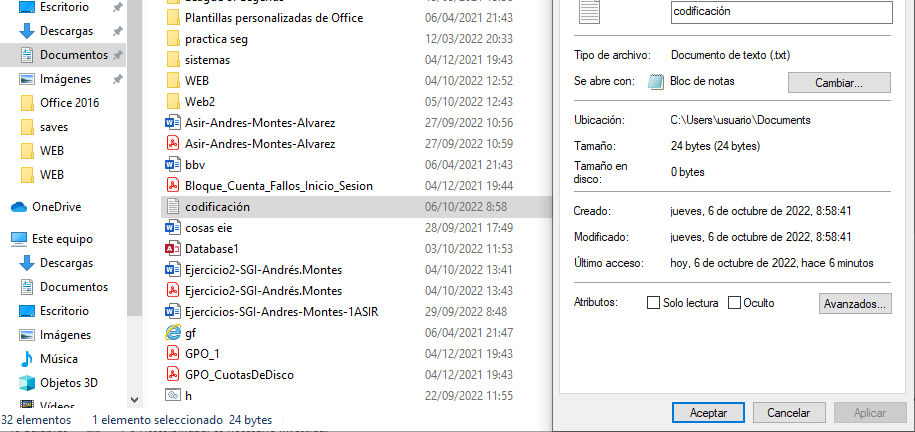 Escritorio
Descargas
Documentos
Imágenes
Office 2016
saves
WEB
WEB
OneDrive
Este equipo
Descargas
Documentos
Escritorio
Imágenes
Música
Objetos 3D
Vídeos
Plantillas personalizadas de Office 06/04/2021 21:43
practica seg 12/03/2022 20:33
sistemas 04/12/2021 19:43
WEB 04/10/2022 12:52
Web2 05/10/2022 12:43
Asir-Andres-Montes-Alvarez 27/09/2022 10:56
Asir-Andres-Montes-Alvarez 27/09/2022 10:59
bbv 06/04/2021 21:43
Bloque_Cuenta_Fallos_Inicio_Sesion 04/12/2021 19:44
codificación 06/10/2022 8:58
cosas eie 28/09/2021 17:49
Database1 03/10/2022 11:53
Ejercicio2-SGI-Andrés.Montes 04/10/2022 13:41
Ejercicio2-SGI-Andrés.Montes 04/10/2022 13:43
Ejercicios-SGI-Andres-Montes-1ASIR 29/09/2022 8:48
gf 06/04/2021 21:47
GPO_1 04/12/2021 19:43
GPO_CuotasDeDisco 04/12/2021 19:43
h 22/09/2022 11:55
32 elementos 1 elemento seleccionado 24 bytes
codificación
Tipo de archivo: Documento de texto (.txt)
Se abre con: Bloc de notas Cambiar...
Ubicación: C:\Users\usuario\Documents
Tamaño: 24 bytes (24 bytes)
Tamaño en
disco: 0 bytes
Creado: jueves, 6 de octubre de 2022, 8:58:41
Modificado: jueves, 6 de octubre de 2022, 8:58:41
Último acceso: hoy, 6 de octubre de 2022, hace 6 minutos
Atributos: Solo lectura Oculto Avanzados...
Aceptar Cancelar Aplicar